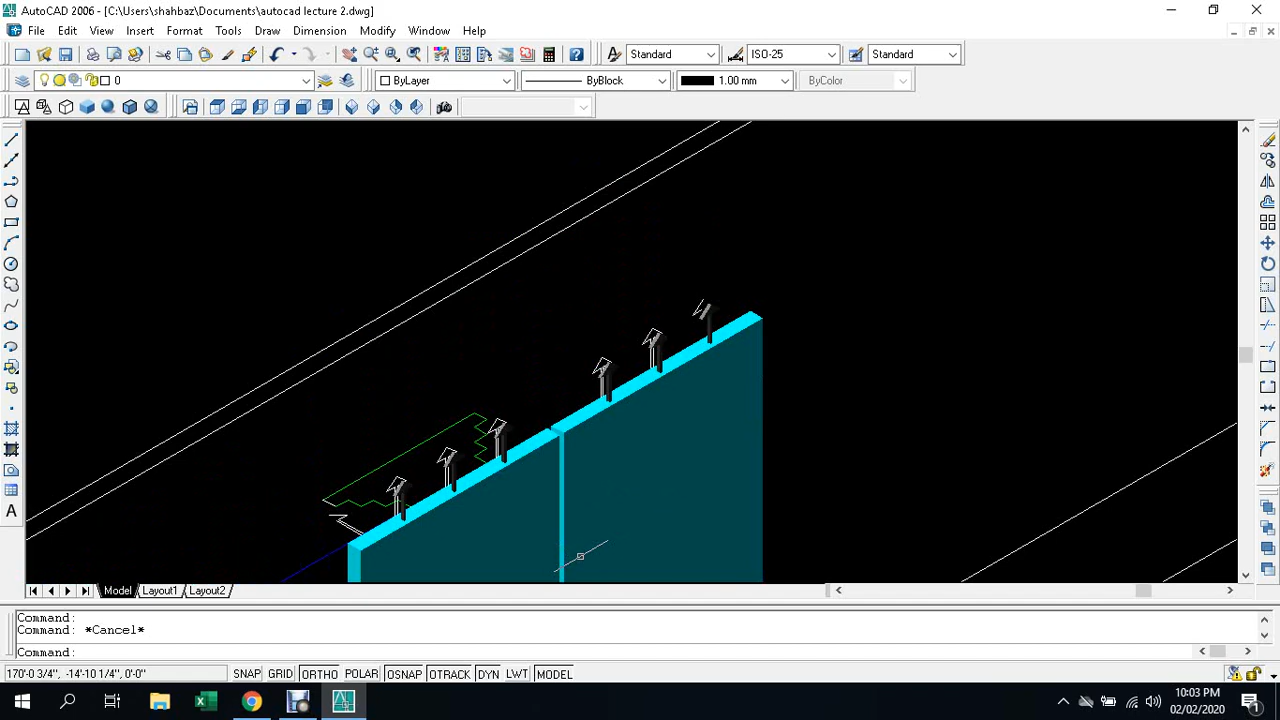 AutoCAD 2006 - [C:\Users\shahbaz\Documents\autocad lecture 2.dwg]
File Edit View Insert Format Tools Draw Dimension Modify Window Help
Standard ISO-25 Standard
0 ByLayer ByBlock 1.00 mm ByColor
A
Model Layout1 Layout2
Command:
Command: *Cancel*
Command:
170'-0 3/4", -14'-10 1/4", 0'-0" SNAP GRID ORTHO POLAR OSNAP OTRACK DYN LWT MODEL
10:03 PM
02/02/2020